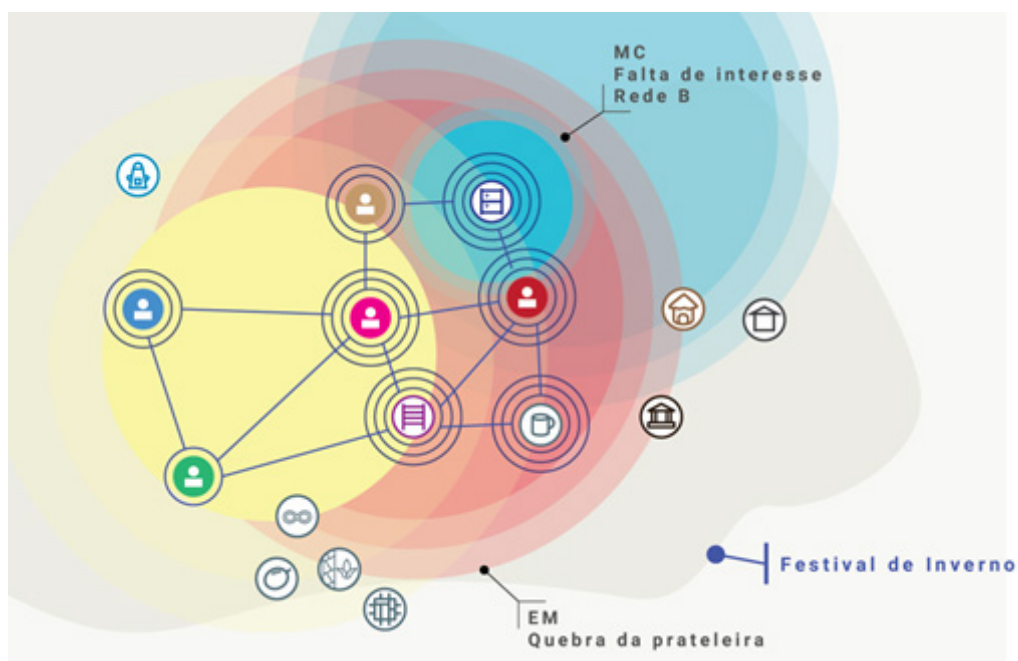 MC
Falta de interesse
Rede B
Festival de Inverno
EM
Quebra da prateleira